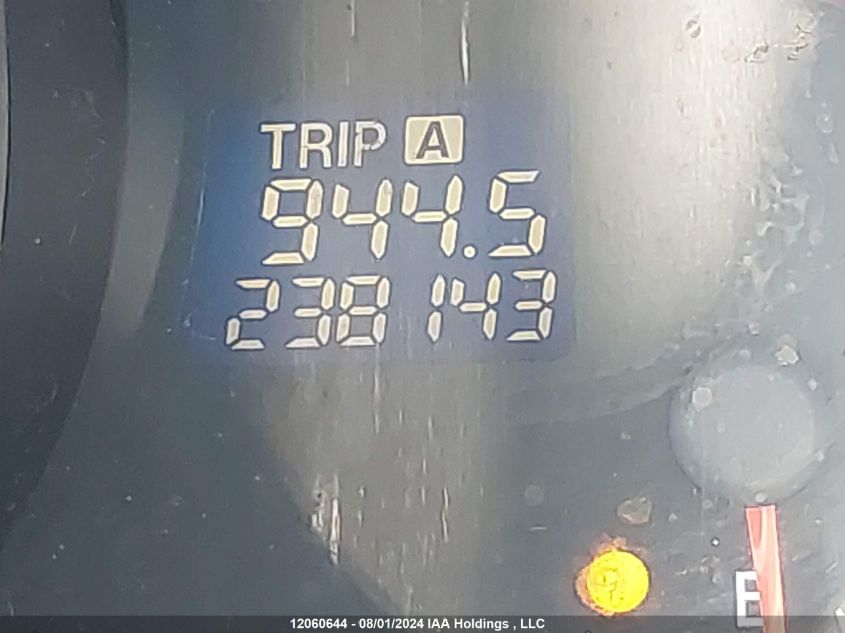 TRIP A
944.5
238143
E
12060644 - 08/01/2024 IAA Holdings , LLC